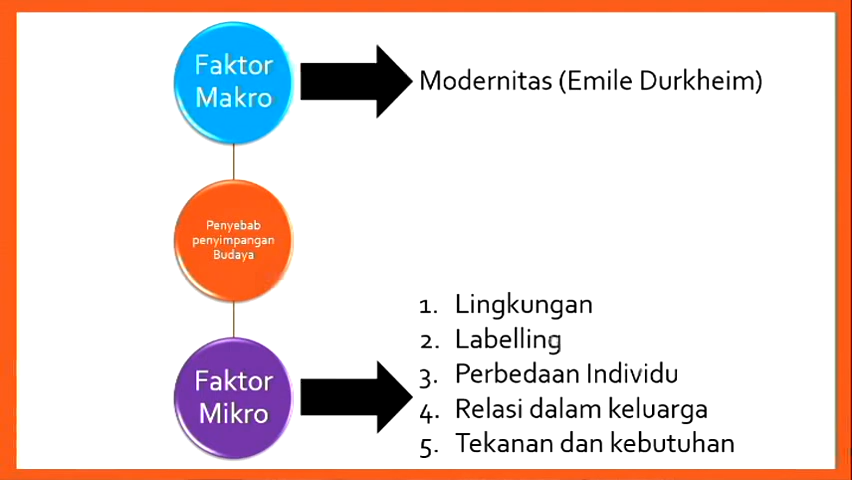 Faktor
Makro
Modernitas (Emile Durkheim)
Penyebab
penyimpangan
Budaya
Faktor
Mikro
1. Lingkungan
2. Labelling
3. Perbedaan Individu
4. Relasi dalam keluarga
5. Tekanan dan kebutuhan